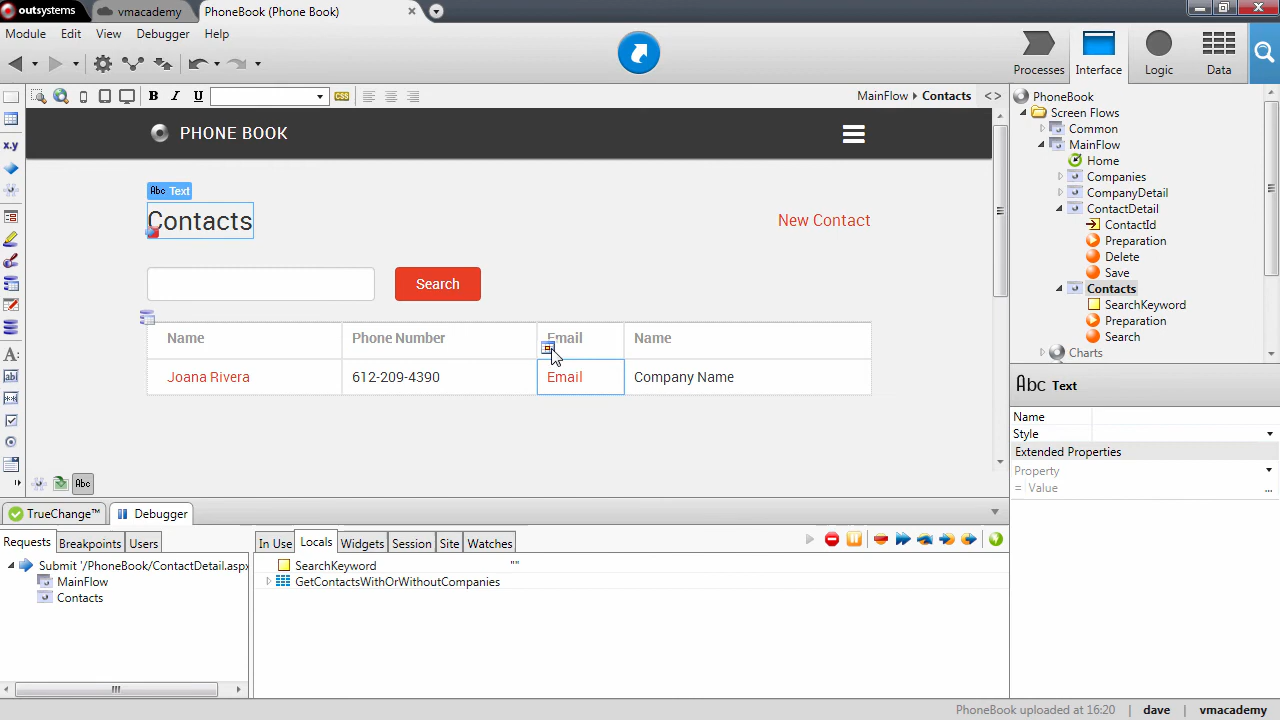 outsystems
vmacademy
PhoneBook (Phone Book)
Module Edit View Debugger Help
Processes Interface Logic Data
B I U
CSS
MainFlow Contacts <>
x.y
PHONE BOOK
Abc Text
Contacts
New Contact
Search
Name Phone Number Email Name
Joana Rivera 612-209-4390 Email Company Name
Abc
PhoneBook
Screen Flows
Common
MainFlow
Home
Companies
CompanyDetail
ContactDetail
ContactId
Preparation
Delete
Save
Contacts
SearchKeyword
Preparation
Search
Charts
Abc Text
Name
Style
Extended Properties
Property
= Value ...
TrueChange™ Debugger
Requests Breakpoints Users
Submit '/PhoneBook/ContactDetail.aspx
MainFlow
Contacts
In Use Locals Widgets Session Site Watches
SearchKeyword ""
GetContactsWithOrWithoutCompanies
PhoneBook uploaded at 16:20 dave vmacademy